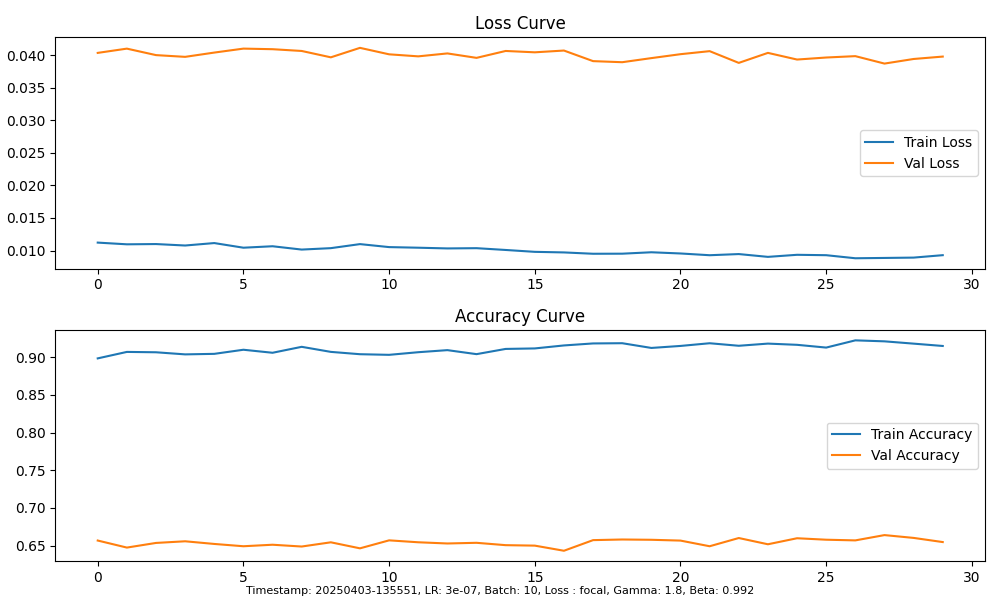 Loss Curve
0.040
0.035
0.030
0.025
0.020
0.015
0.010
Train Loss
Val Loss
0 5 10 15 20 25 30
Accuracy Curve
0.90
0.85
0.80
0.75
0.70
0.65
Train Accuracy
Val Accuracy
0 5 10 15 20 25 30
Timestamp: 20250403-135551, LR: 3e-07, Batch: 10, Loss : focal, Gamma: 1.8, Beta: 0.992